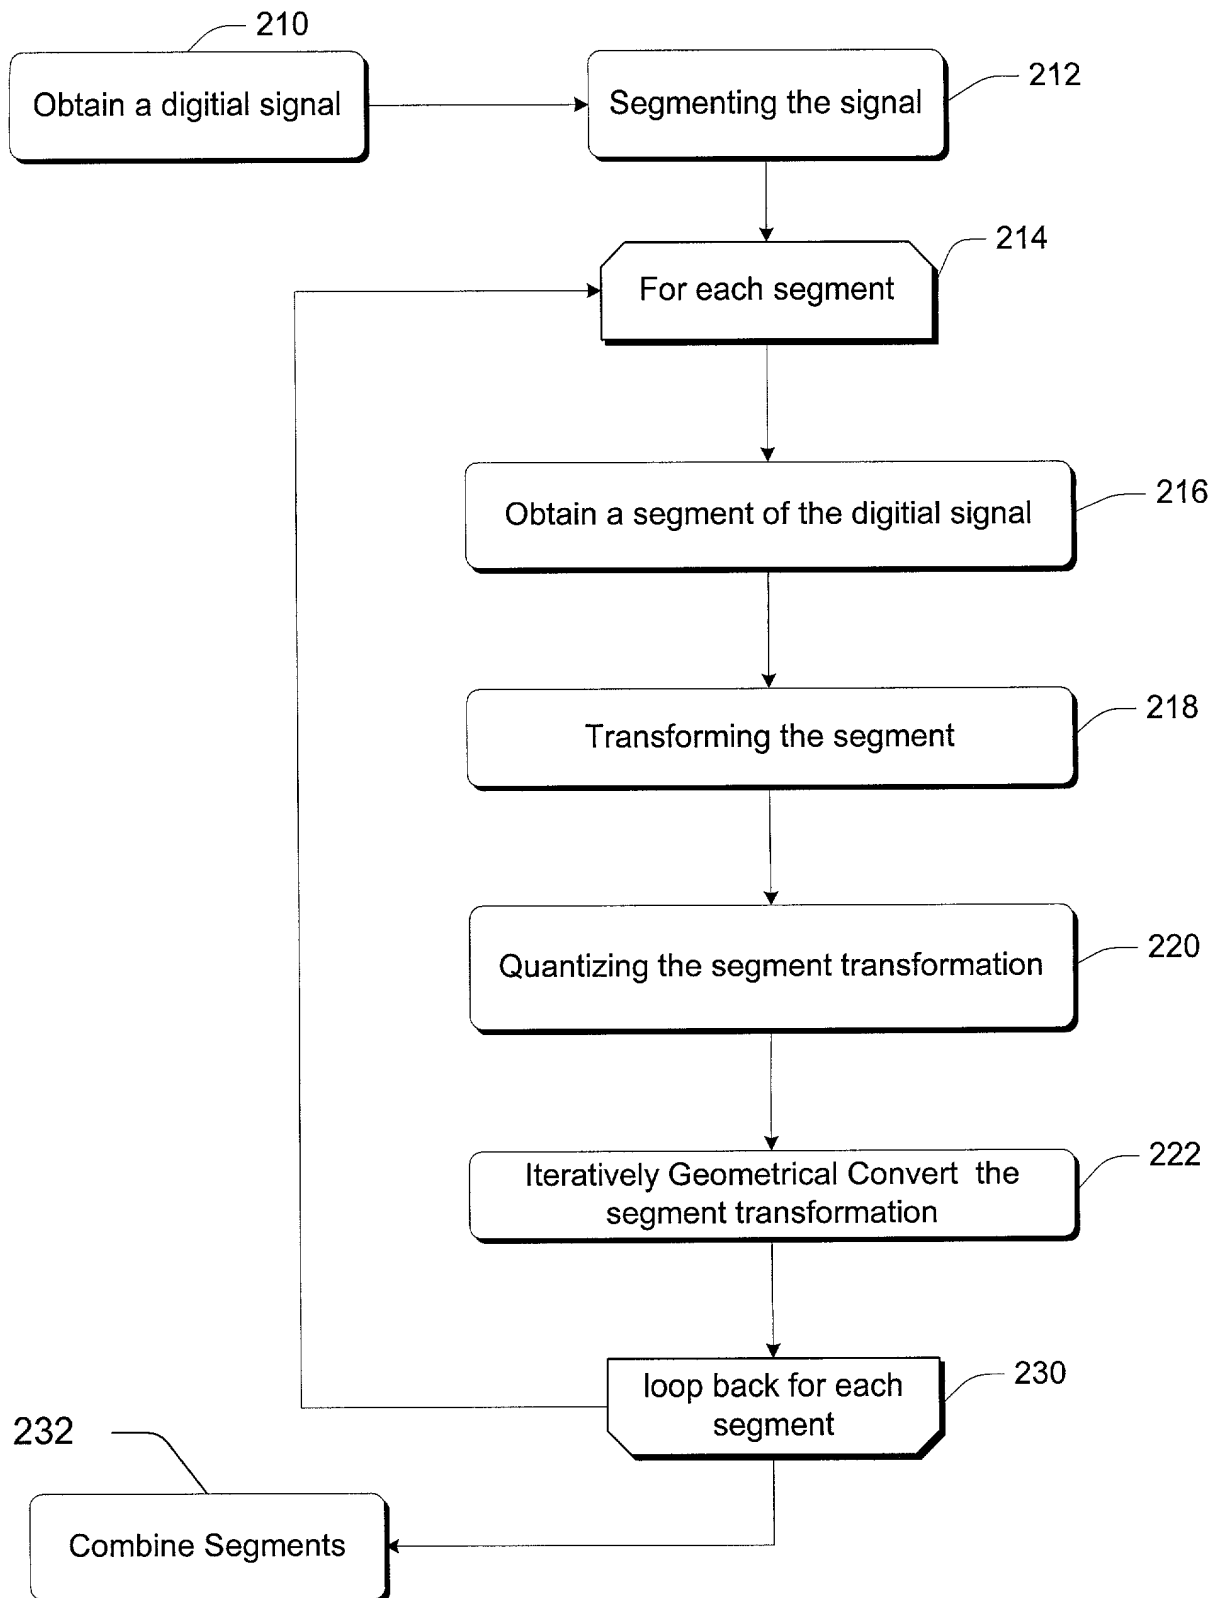 210
Obtain a digitial signal
Segmenting the signal
212
For each segment
214
Obtain a segment of the digitial signal
216
Transforming the segment
218
Quantizing the segment transformation
220
Iteratively Geometrical Convert the
segment transformation
222
loop back for each
segment
230
232
Combine Segments